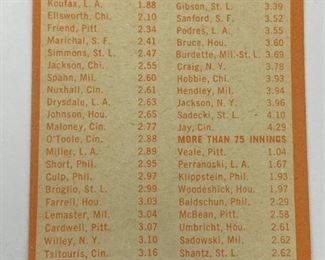 Koufax, L. A. 1.88
Ellsworth, Chi. 2.10
Friend, Pitt. 2.34
Marichal, S. F. 2.41
Simmons, St. L. 2.47
Jackson, Chi. 2.55
Spahn, Mil. 2.60
Nuxhall, Cin. 2.61
Drysdale, L. A. 2.63
Johnson, Hou. 2.65
Maloney, Cin. 2.77
O'Toole, Cin. 2.88
Miller, L. A. 2.89
Short, Phil. 2.95
Culp, Phil. 2.97
Broglio, St. L. 2.99
Farrell, Hou. 3.03
Lemaster, Mil. 3.04
Cardwell, Pitt. 3.07
Willey, N. Y. 3.10
Tsitouris, Cin. 3.16
Gibson, St. L. 3.39
Sanford, S. F. 3.52
Podres, L. A. 3.55
Bruce, Hou. 3.60
Burdette, Mil.-St. L. 3.69
Craig, N. Y. 3.78
Hobbie, Chi. 3.93
Hendley, Mil. 3.94
Jackson, N. Y. 3.96
Sadecki, St. L. 4.10
Jay, Cin. 4.29
MORE THAN 75 INNINGS
Veale, Pitt. 1.04
Perranoski, L. A. 1.67
Klippstein, Phil. 1.93
Woodeshick, Hou. 1.97
Baldschun, Phil. 2.29
McBean, Pitt. 2.58
Umbricht, Hou. 2.61
Sadowski, Mil. 2.62
Shantz, St. L. 2.62